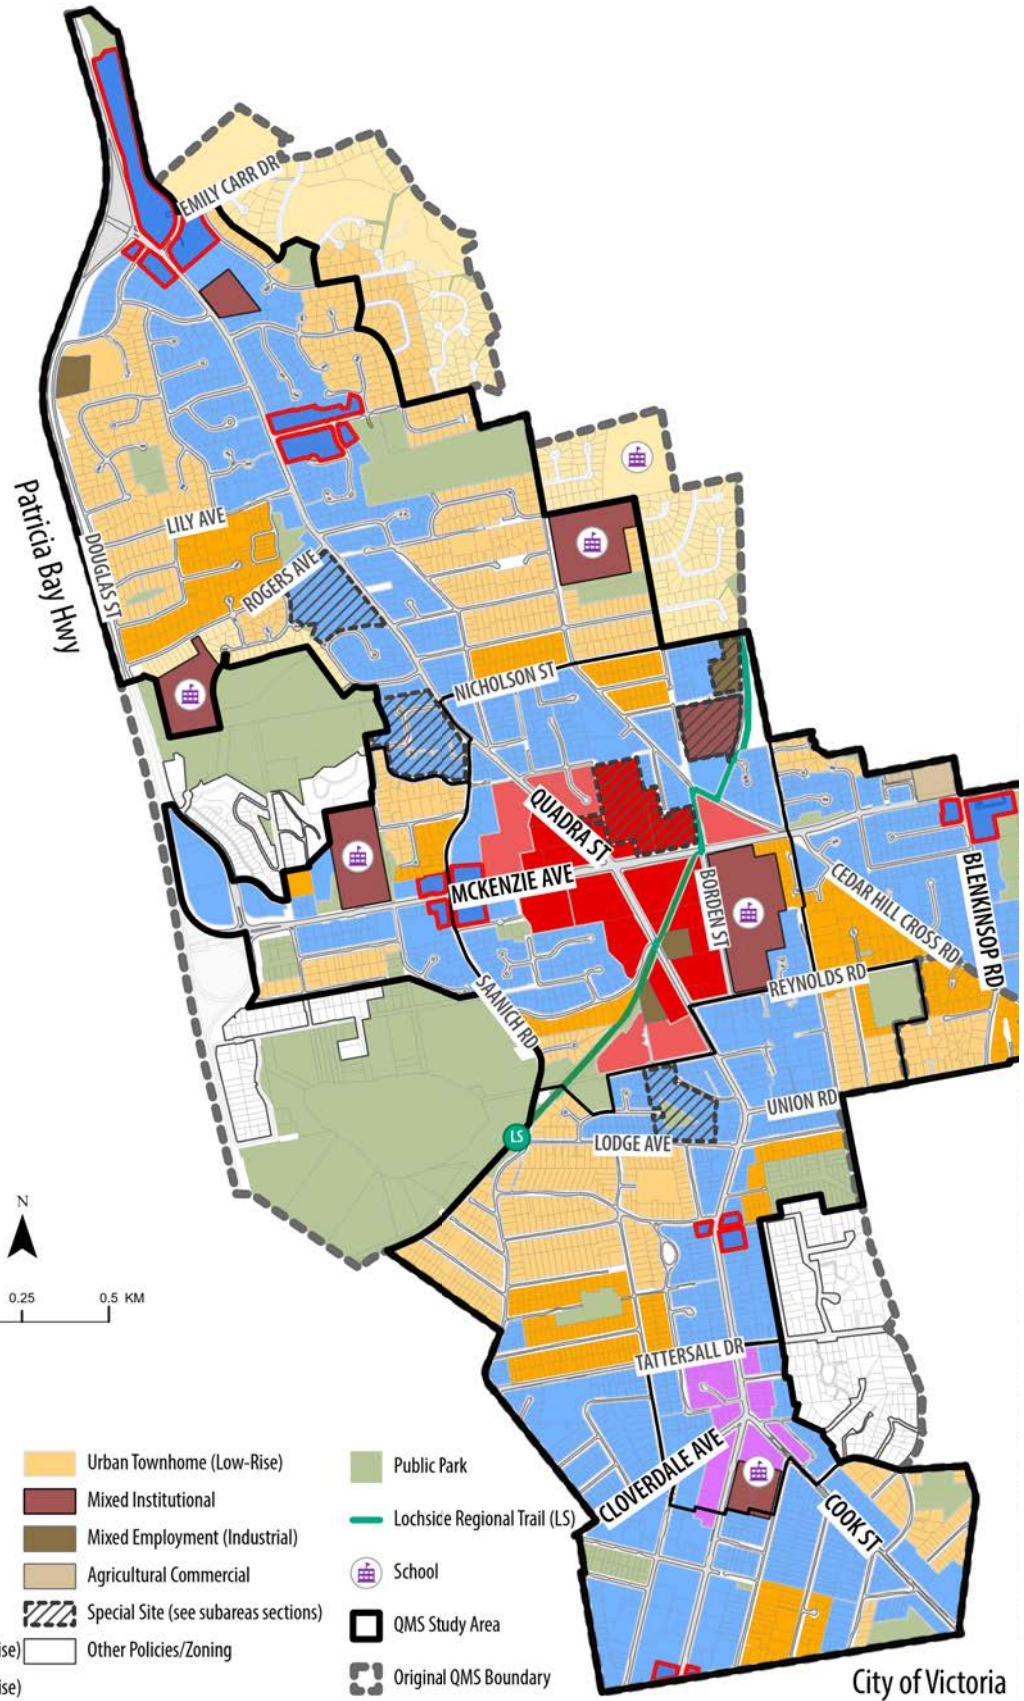 EMILY CARR DR
Patricia Bay Hwy
DOUGLAS ST
LILY AVE
ROGERS AVE
NICHOLSON ST
QUADRA ST
MCKENZIE AVE
BORDEN ST
CEDAR HILL CROSS RD
BLENKINSOP RD
REYNOLDS RD
SAANICH RD
UNION RD
LS
LODGE AVE
N
0.25 0.5 KM
TATTERSALL DR
CLOVERDALE AVE
COOK ST
Urban Townhome (Low-Rise)
Mixed Institutional
Mixed Employment (Industrial)
Agricultural Commercial
Special Site (see subareas sections)
ise) Other Policies/Zoning
ise)
Public Park
Lochside Regional Trail (LS)
School
QMS Study Area
Original QMS Boundary
City of Victoria